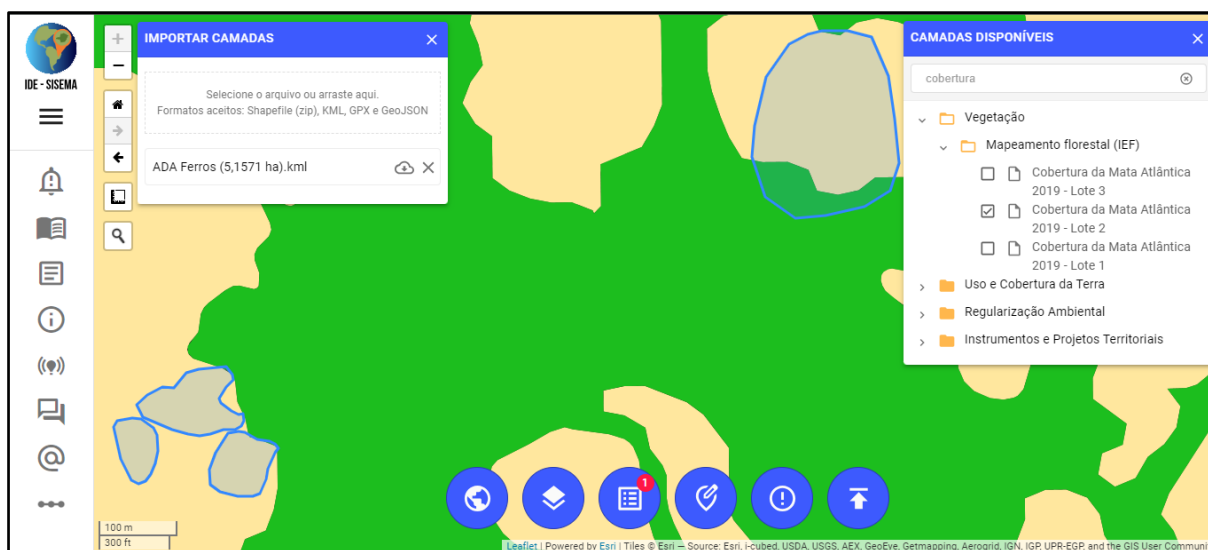 IDE - SISEMA
+
−
IMPORTAR CAMADAS
Selecione o arquivo ou arraste aqui.
Formatos aceitos: Shapefile (zip), KML, GPX e GeoJSON
ADA Ferros (5,1571 ha).kml
CAMADAS DISPONÍVEIS
cobertura
Vegetação
Mapeamento florestal (IEF)
Cobertura da Mata Atlântica
2019 - Lote 3
Cobertura da Mata Atlântica
2019 - Lote 2
Cobertura da Mata Atlântica
2019 - Lote 1
Uso e Cobertura da Terra
Regularização Ambiental
Instrumentos e Projetos Territoriais
1
100 m
300 ft
Leaflet | Powered by Esri | Tiles © Esri — Source: Esri, i-cubed, USDA, USGS, AEX, GeoEye, Getmapping, Aerogrid, IGN, IGP, UPR-EGP, and the GIS User Communi